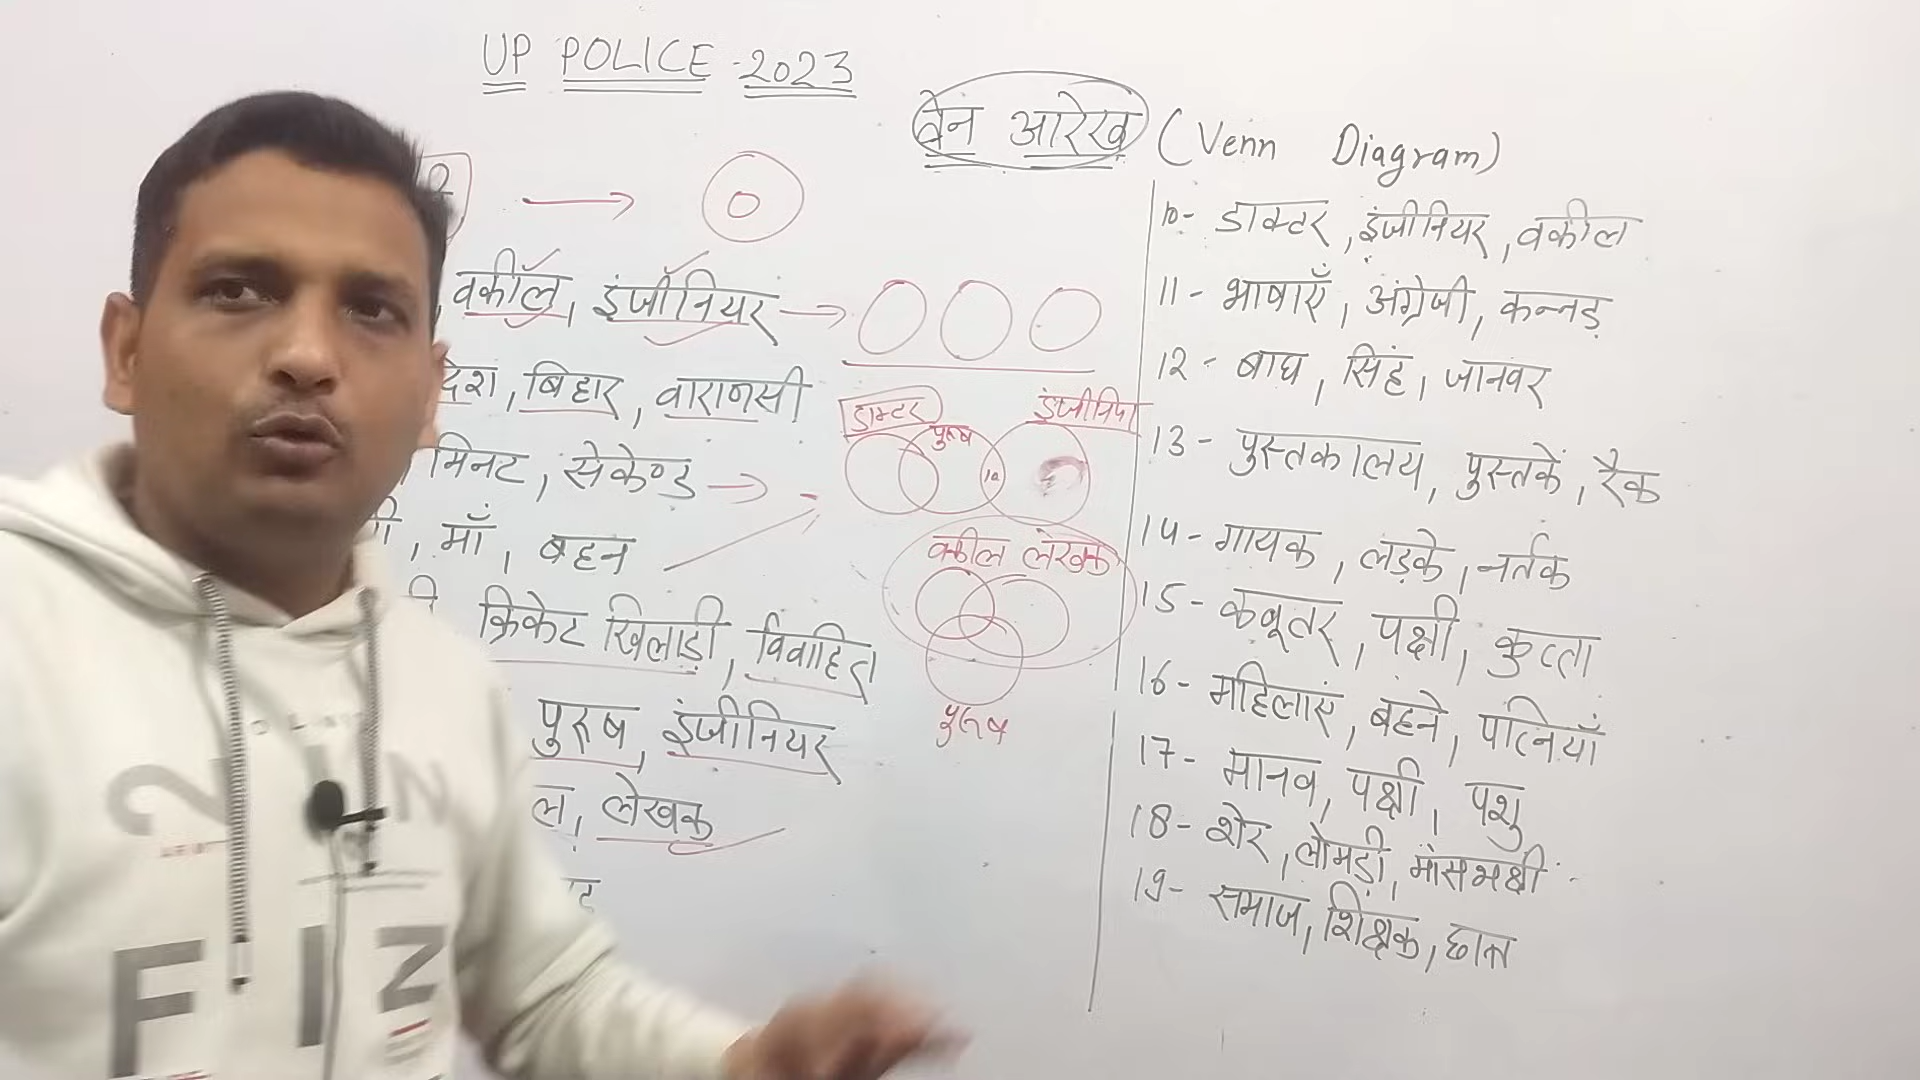 UP POLICE-2023
वेन आरेख (Venn Diagram)
वकील, इंजीनियर
देश, बिहार, वाराणसी
मिनट, सेकेण्ड
माँ, बहन
क्रिकेट खिलाड़ी, विवाहित
पुरूष, इंजीनियर
ल, लेखक
डाक्टर
पुरूष
वकील लेखक
पुरूष
10- डाक्टर, इंजीनियर, वकील
11- भाषाएँ, अंग्रेजी, कन्नड़
12- बाघ, सिंह, जानवर
13- पुस्तकालय, पुस्तकें, रैक
14- गायक, लड़के, नर्तक
15- कबूतर, पक्षी, कुत्ता
16- महिलाएं, बहने, पत्नियाँ
17- मानव, पक्षी, पशु
18- शेर, लोमड़ी, मांसभक्षी
19- समाज, शिक्षक, छात्र